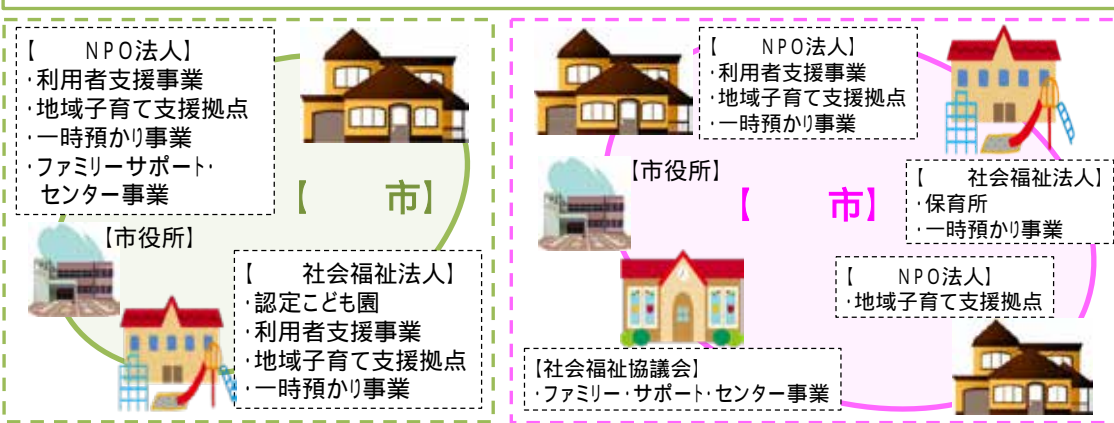 【　　NPO法人】
・利用者支援事業
・地域子育て支援拠点
・一時預かり事業
・ファミリーサポート・
センター事業
【　　市】
【市役所】
【　　社会福祉法人】
・認定こども園
・利用者支援事業
・地域子育て支援拠点
・一時預かり事業
【　　NPO法人】
・利用者支援事業
・地域子育て支援拠点
・一時預かり事業
【市役所】
【　　市】
【　　社会福祉法人】
・保育所
・一時預かり事業
【　　NPO法人】
・地域子育て支援拠点
【社会福祉協議会】
・ファミリー・サポート・センター事業